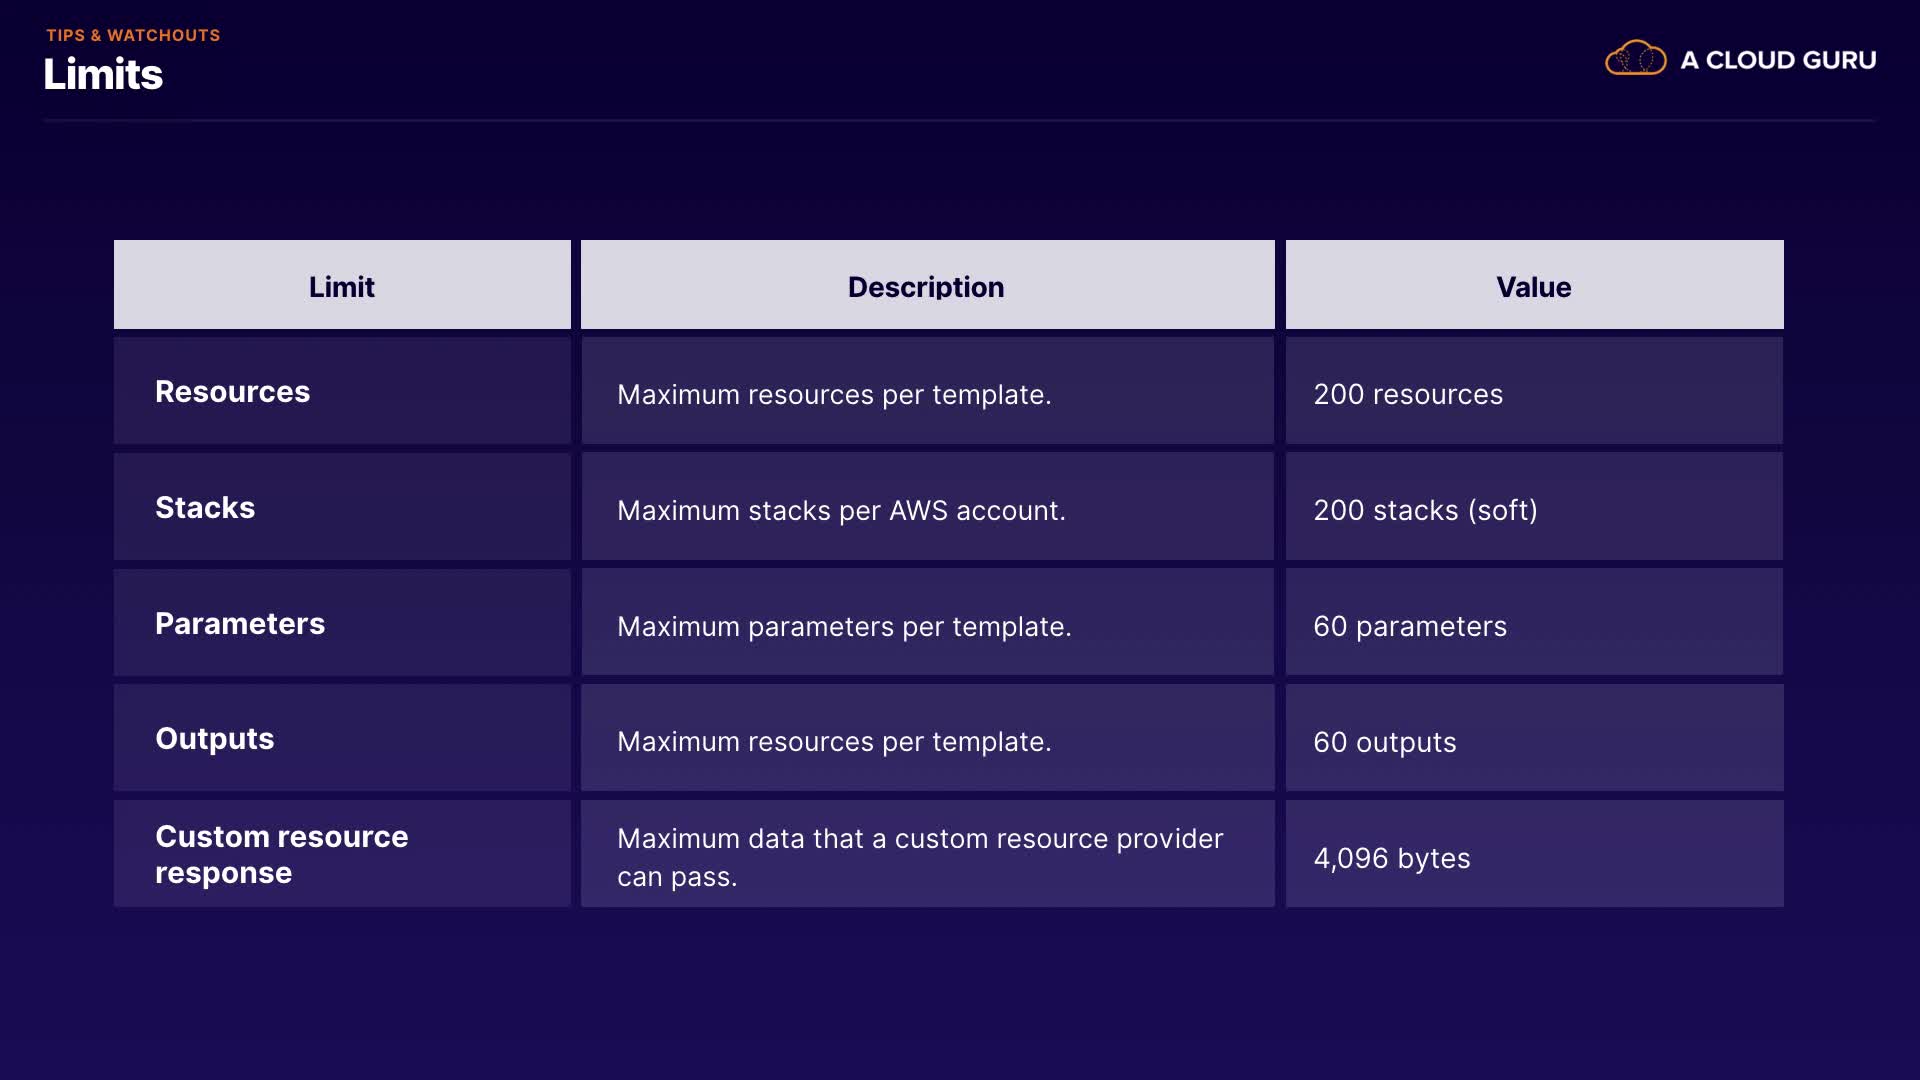 TIPS & WATCHOUTS
Limits
A CLOUD GURU
Limit
Description
Value
Resources
Maximum resources per template.
200 resources
Stacks
Maximum stacks per AWS account.
200 stacks (soft)
Parameters
Maximum parameters per template.
60 parameters
Outputs
Maximum resources per template.
60 outputs
Custom resource
response
Maximum data that a custom resource provider
can pass.
4,096 bytes